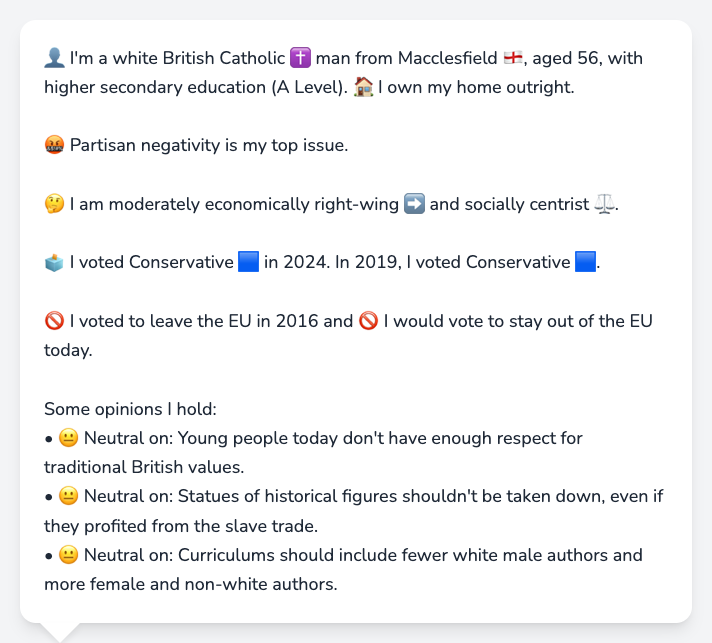 👤 I'm a white British Catholic ✝️ man from Macclesfield 🏴󠁧󠁢󠁥󠁮󠁧󠁿, aged 56, with
higher secondary education (A Level). 🏠 I own my home outright.
🤬 Partisan negativity is my top issue.
🤔 I am moderately economically right-wing ➡️ and socially centrist ⚖️.
🗳️ I voted Conservative 🟦 in 2024. In 2019, I voted Conservative 🟦.
🚫 I voted to leave the EU in 2016 and 🚫 I would vote to stay out of the EU
today.
Some opinions I hold:
• 😐 Neutral on: Young people today don't have enough respect for
traditional British values.
• 😐 Neutral on: Statues of historical figures shouldn't be taken down, even if
they profited from the slave trade.
• 😐 Neutral on: Curriculums should include fewer white male authors and
more female and non-white authors.